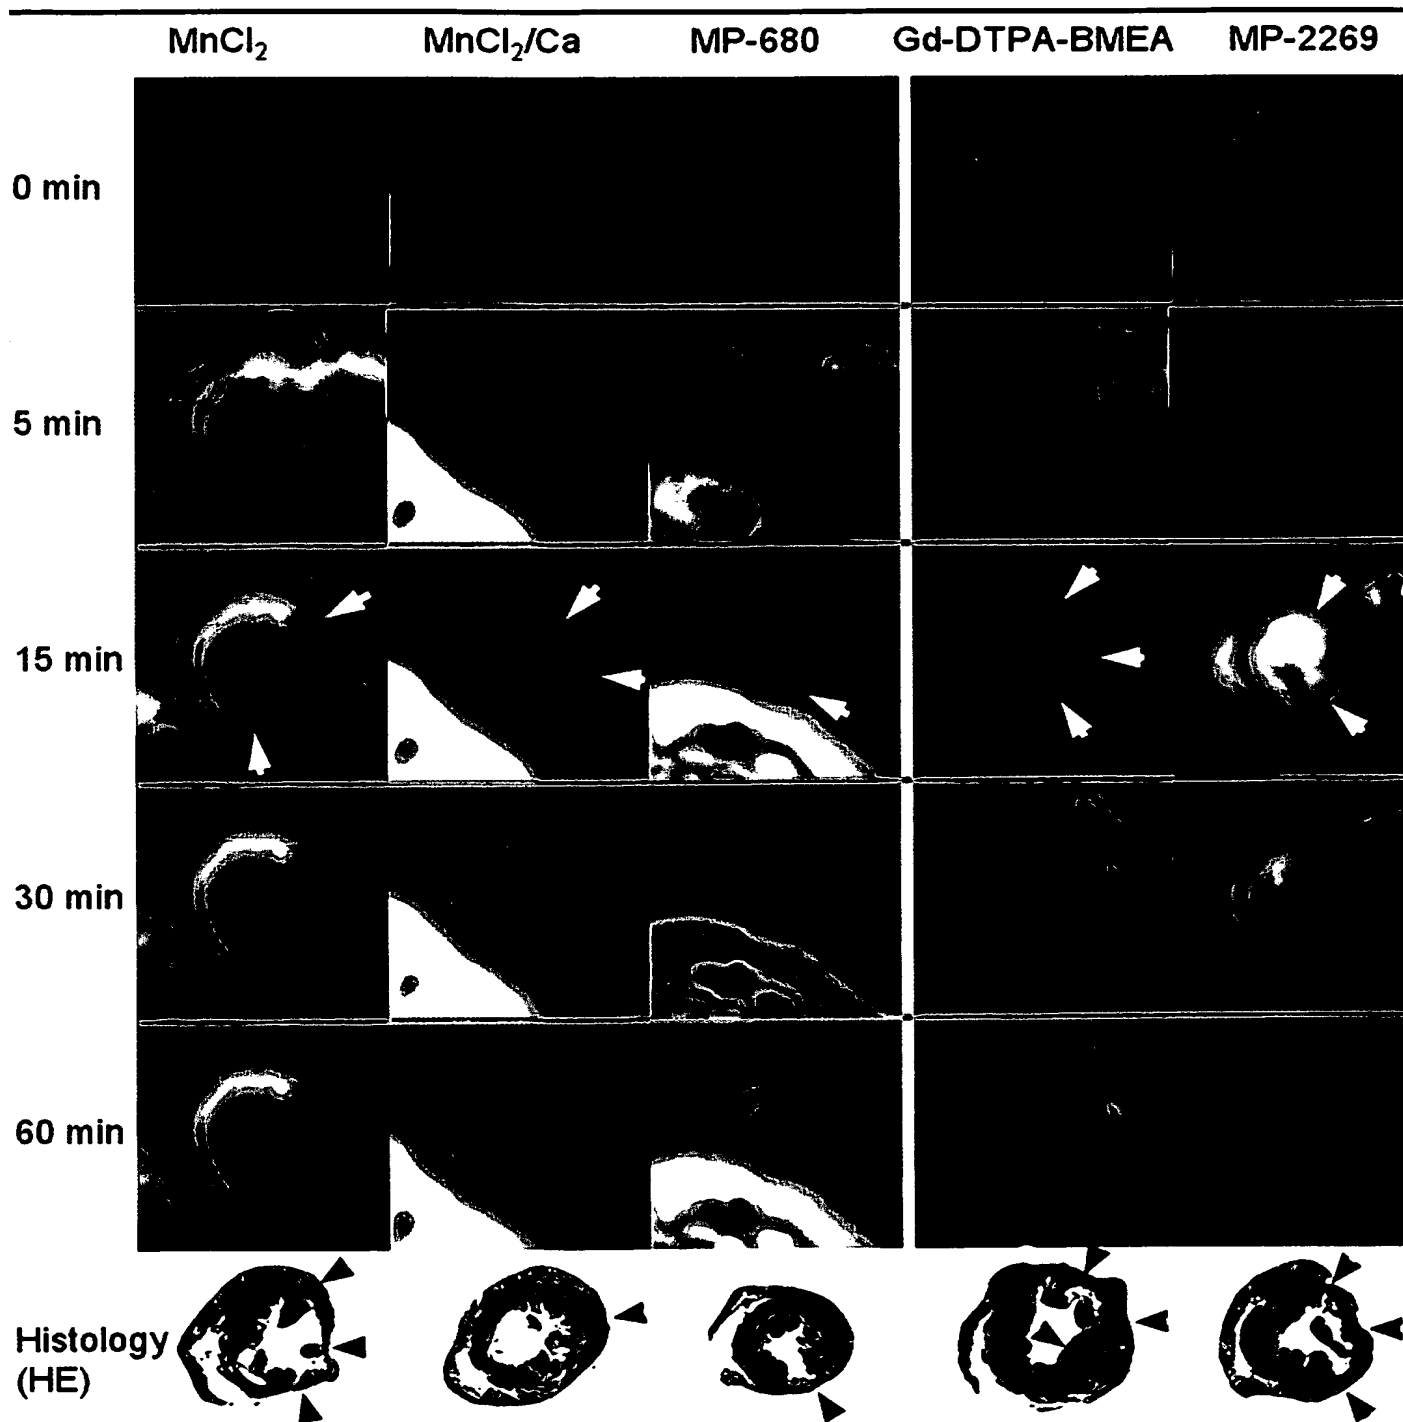 MnCl₂ MnCl₂/Ca MP-680 Gd-DTPA-BMEA MP-2269
0 min
5 min
15 min
30 min
60 min
Histology
(HE)